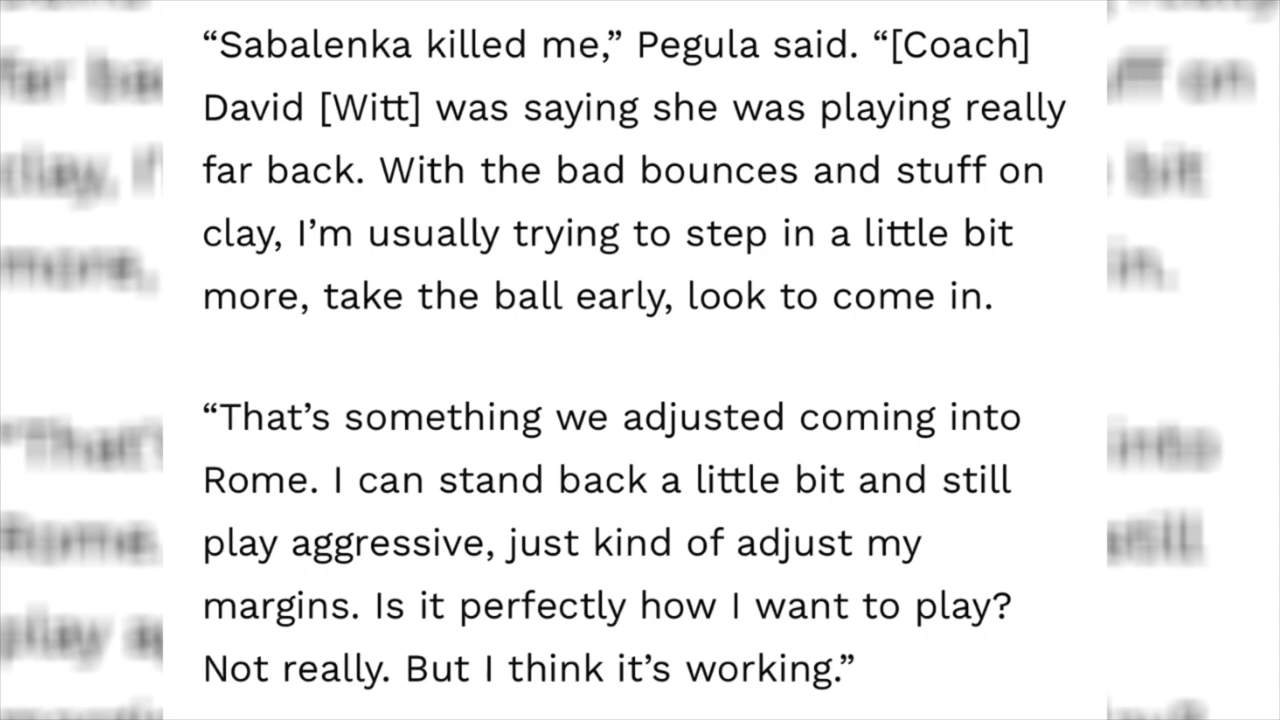 “Sabalenka killed me,” Pegula said. “[Coach]
David [Witt] was saying she was playing really
far back. With the bad bounces and stuff on
clay, I’m usually trying to step in a little bit
more, take the ball early, look to come in.
“That’s something we adjusted coming into
Rome. I can stand back a little bit and still
play aggressive, just kind of adjust my
margins. Is it perfectly how I want to play?
Not really. But I think it’s working.”